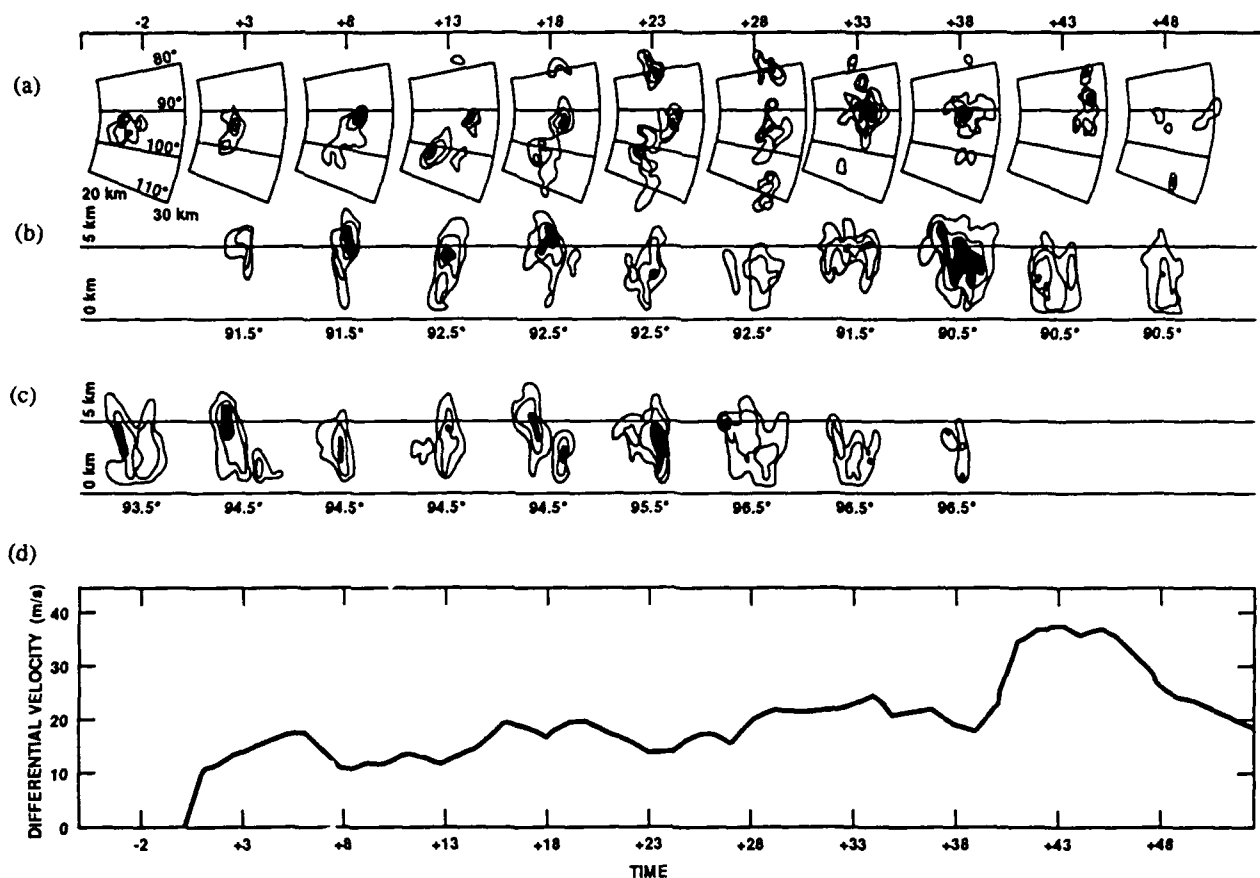 -2 +3 +8 +13 +18 +23 +28 +33 +38 +43 +48
(a)
80°
90°
100°
110°
20 km
30 km
(b)
5 km
0 km
91.5° 91.5° 92.5° 92.5° 92.5° 92.5° 91.5° 90.5° 90.5° 90.5°
(c)
5 km
0 km
93.5° 94.5° 94.5° 94.5° 94.5° 95.5° 96.5° 96.5° 96.5°
(d)
DIFFERENTIAL VELOCITY (m/s)
40
30
20
10
0
-2 +3 +8 +13 +18 +23 +28 +33 +38 +43 +48
TIME